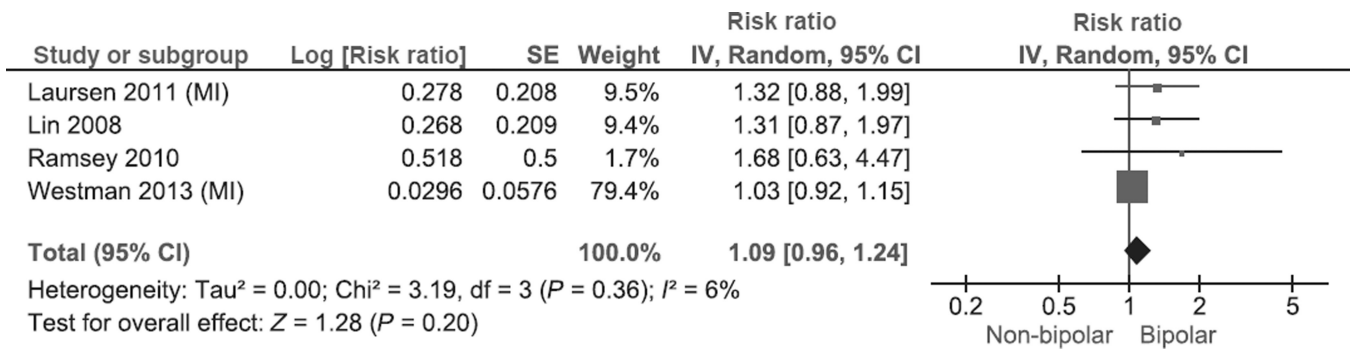 Risk ratio Risk ratio
Study or subgroup Log [Risk ratio] SE Weight IV, Random, 95% CI IV, Random, 95% CI
Laursen 2011 (MI) 0.278 0.208 9.5% 1.32 [0.88, 1.99]
Lin 2008 0.268 0.209 9.4% 1.31 [0.87, 1.97]
Ramsey 2010 0.518 0.5 1.7% 1.68 [0.63, 4.47]
Westman 2013 (MI) 0.0296 0.0576 79.4% 1.03 [0.92, 1.15]
Total (95% CI) 100.0% 1.09 [0.96, 1.24]
Heterogeneity: Tau² = 0.00; Chi² = 3.19, df = 3 (P = 0.36); I² = 6%
Test for overall effect: Z = 1.28 (P = 0.20)
0.2 0.5 1 2 5
Non-bipolar Bipolar